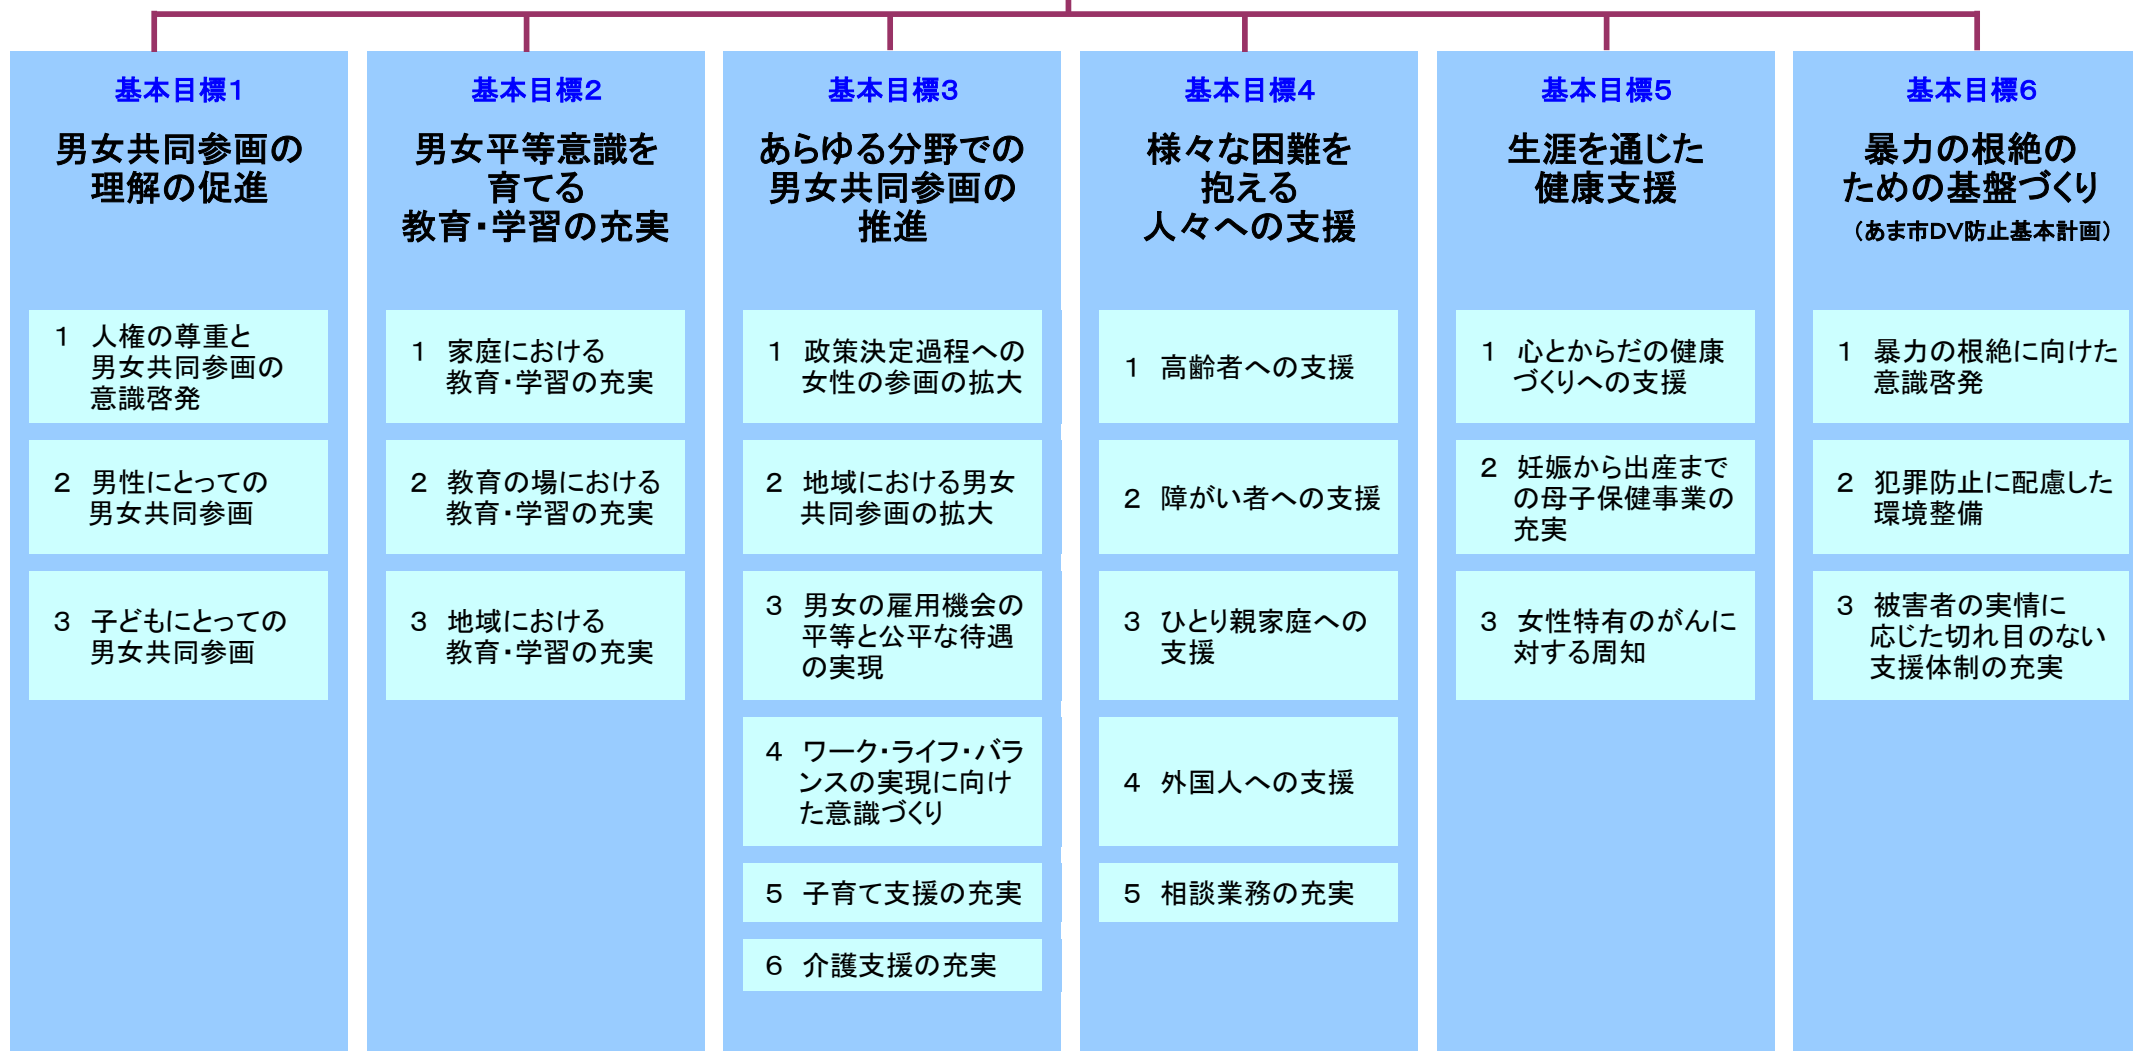 基本目標1
男女共同参画の
理解の促進
1 人権の尊重と
男女共同参画の
意識啓発
2 男性にとっての
男女共同参画
3 子どもにとっての
男女共同参画
基本目標2
男女平等意識を
育てる
教育・学習の充実
1 家庭における
教育・学習の充実
2 教育の場における
教育・学習の充実
3 地域における
教育・学習の充実
基本目標3
あらゆる分野での
男女共同参画の
推進
1 政策決定過程への
女性の参画の拡大
2 地域における男女
共同参画の拡大
3 男女の雇用機会の
平等と公平な待遇
の実現
4 ワーク・ライフ・バラ
ンスの実現に向け
た意識づくり
5 子育て支援の充実
6 介護支援の充実
基本目標4
様々な困難を
抱える
人々への支援
1 高齢者への支援
2 障がい者への支援
3 ひとり親家庭への
支援
4 外国人への支援
5 相談業務の充実
基本目標5
生涯を通じた
健康支援
1 心とからだの健康
づくりへの支援
2 妊娠から出産まで
の母子保健事業の
充実
3 女性特有のがんに
対する周知
基本目標6
暴力の根絶の
ための基盤づくり
（あま市DV防止基本計画）
1 暴力の根絶に向けた
意識啓発
2 犯罪防止に配慮した
環境整備
3 被害者の実情に
応じた切れ目のない
支援体制の充実